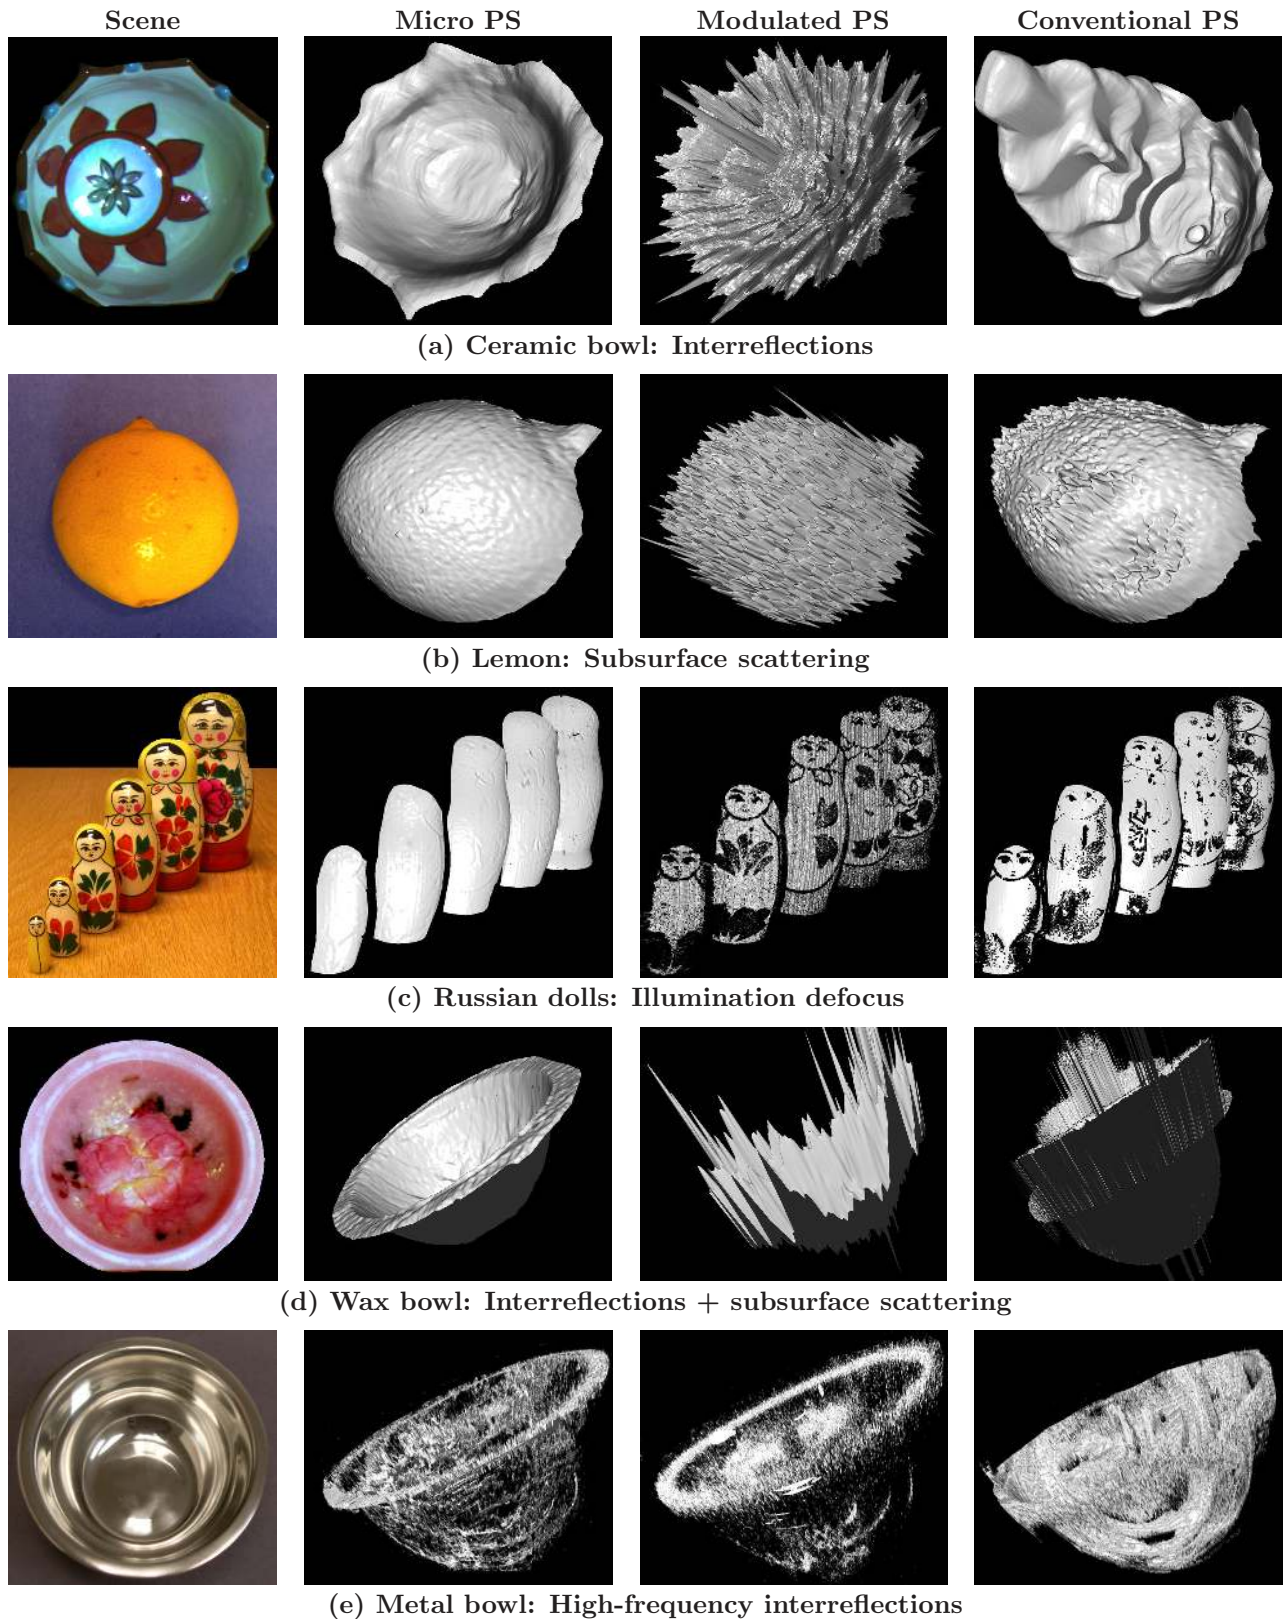 Scene Micro PS Modulated PS Conventional PS
(a) Ceramic bowl: Interreflections
(b) Lemon: Subsurface scattering
(c) Russian dolls: Illumination defocus
(d) Wax bowl: Interreflections + subsurface scattering
(e) Metal bowl: High-frequency interreflections